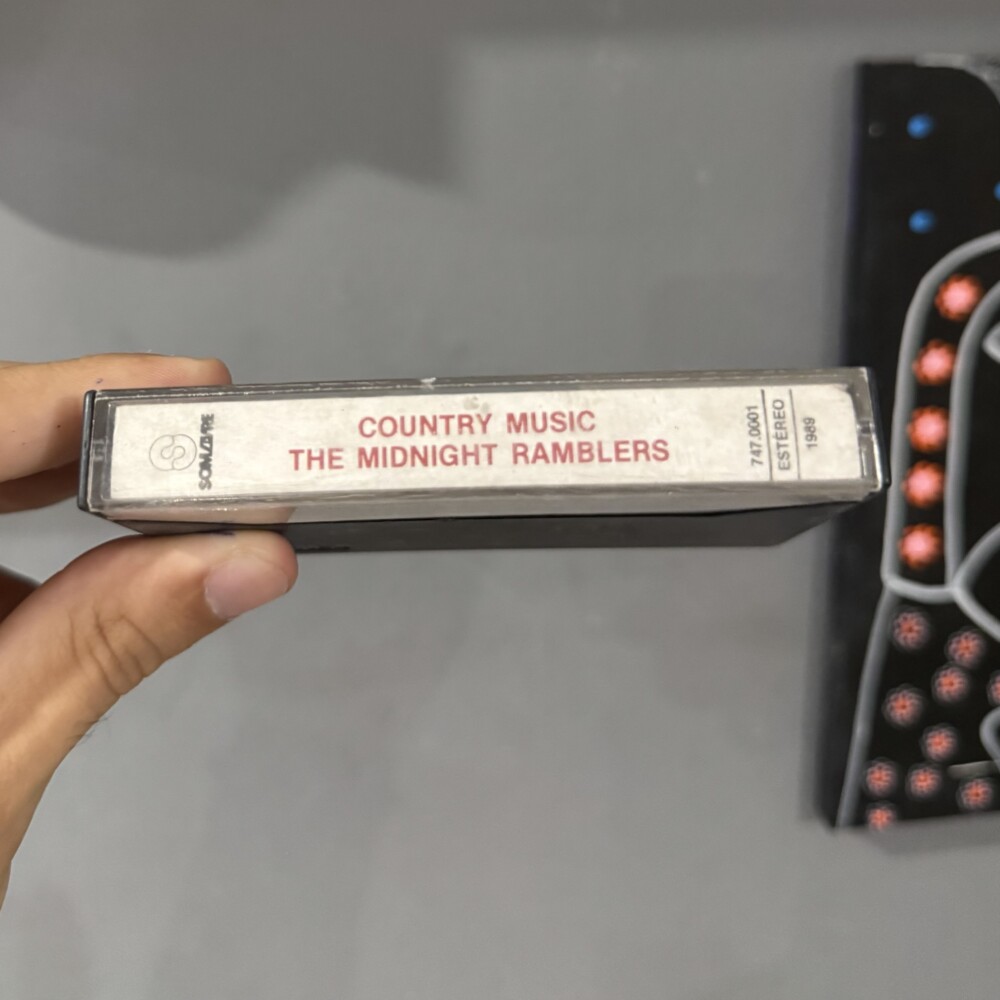 SOMLIVRE
COUNTRY MUSIC
THE MIDNIGHT RAMBLERS
747.0001
ESTÉREO
1989